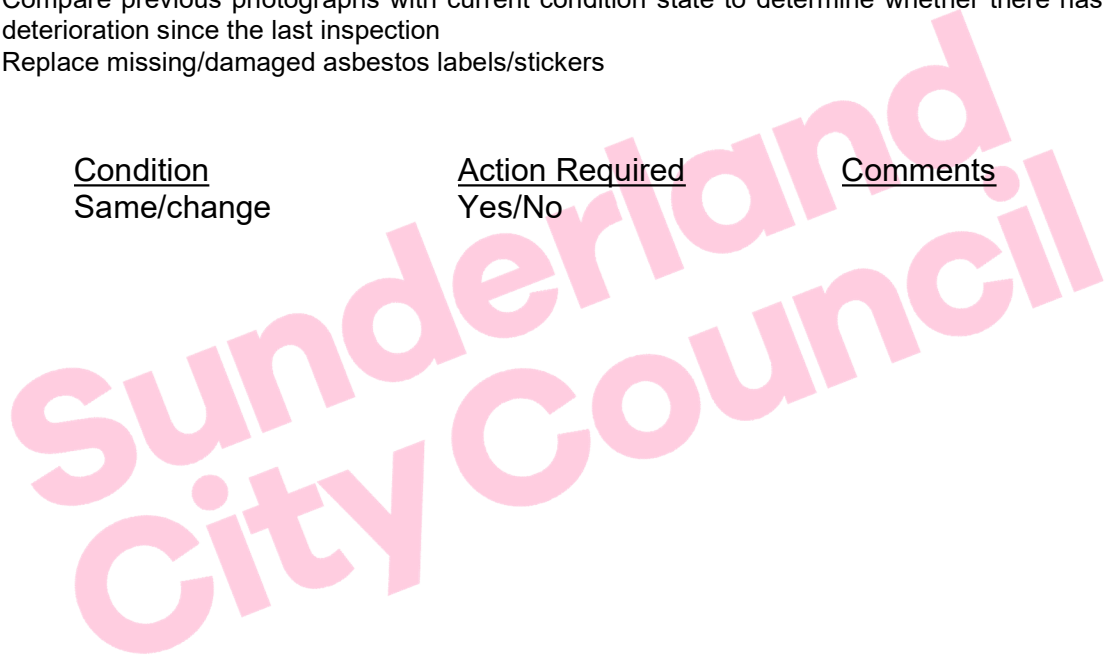 Compare previous photographs with current condition state to determine whether there has
deterioration since the last inspection
Replace missing/damaged asbestos labels/stickers
Condition Action Required Comments
Same/change Yes/No
Sunderland
City Council